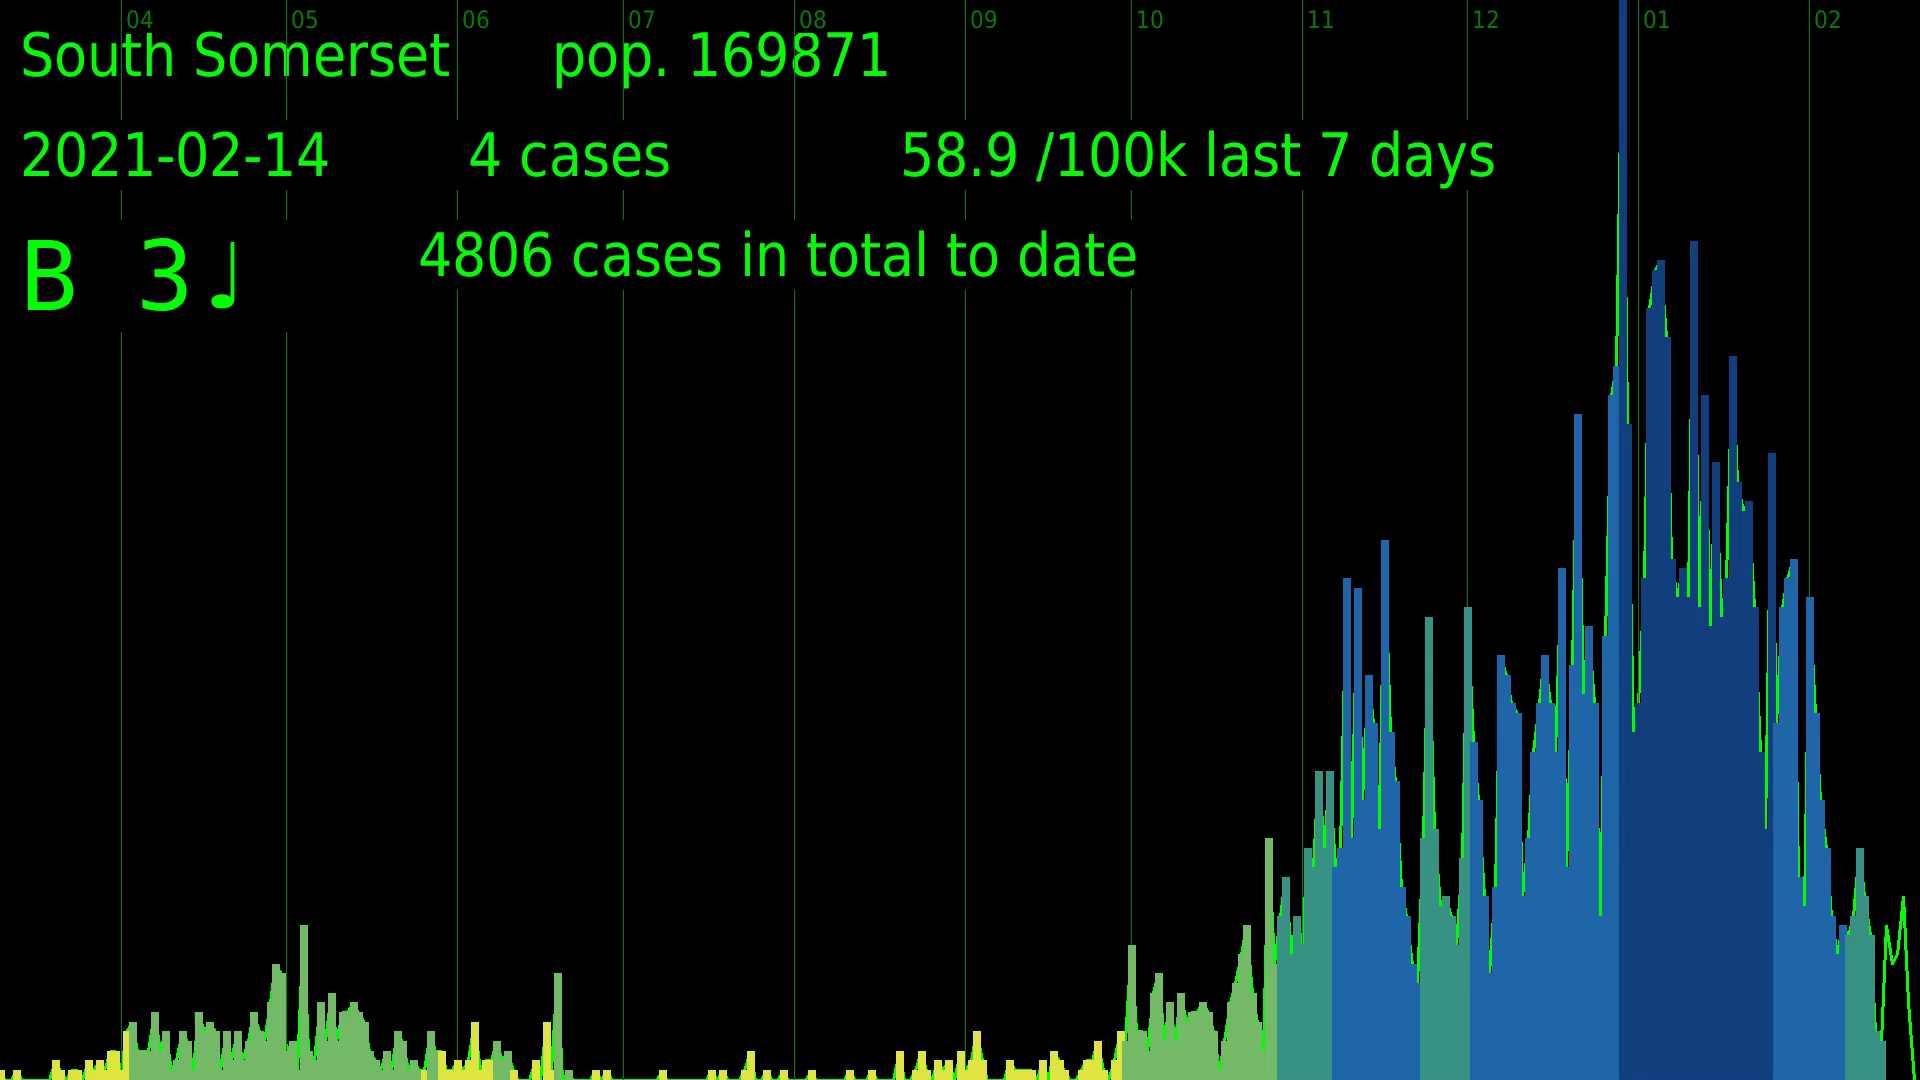 04 05 06 07 08 09 10 11 12 01 02
South Somerset pop. 169871
2021-02-14 4 cases 58.9 /100k last 7 days
B 3♩ 4806 cases in total to date